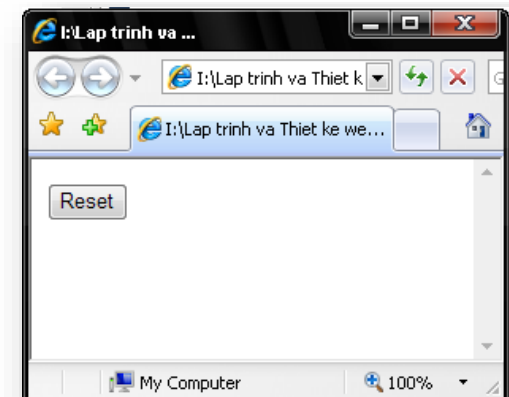 I:\Lap trinh va ...
I:\Lap trinh va Thiet k
I:\Lap trinh va Thiet ke we...
Reset
My Computer
100%